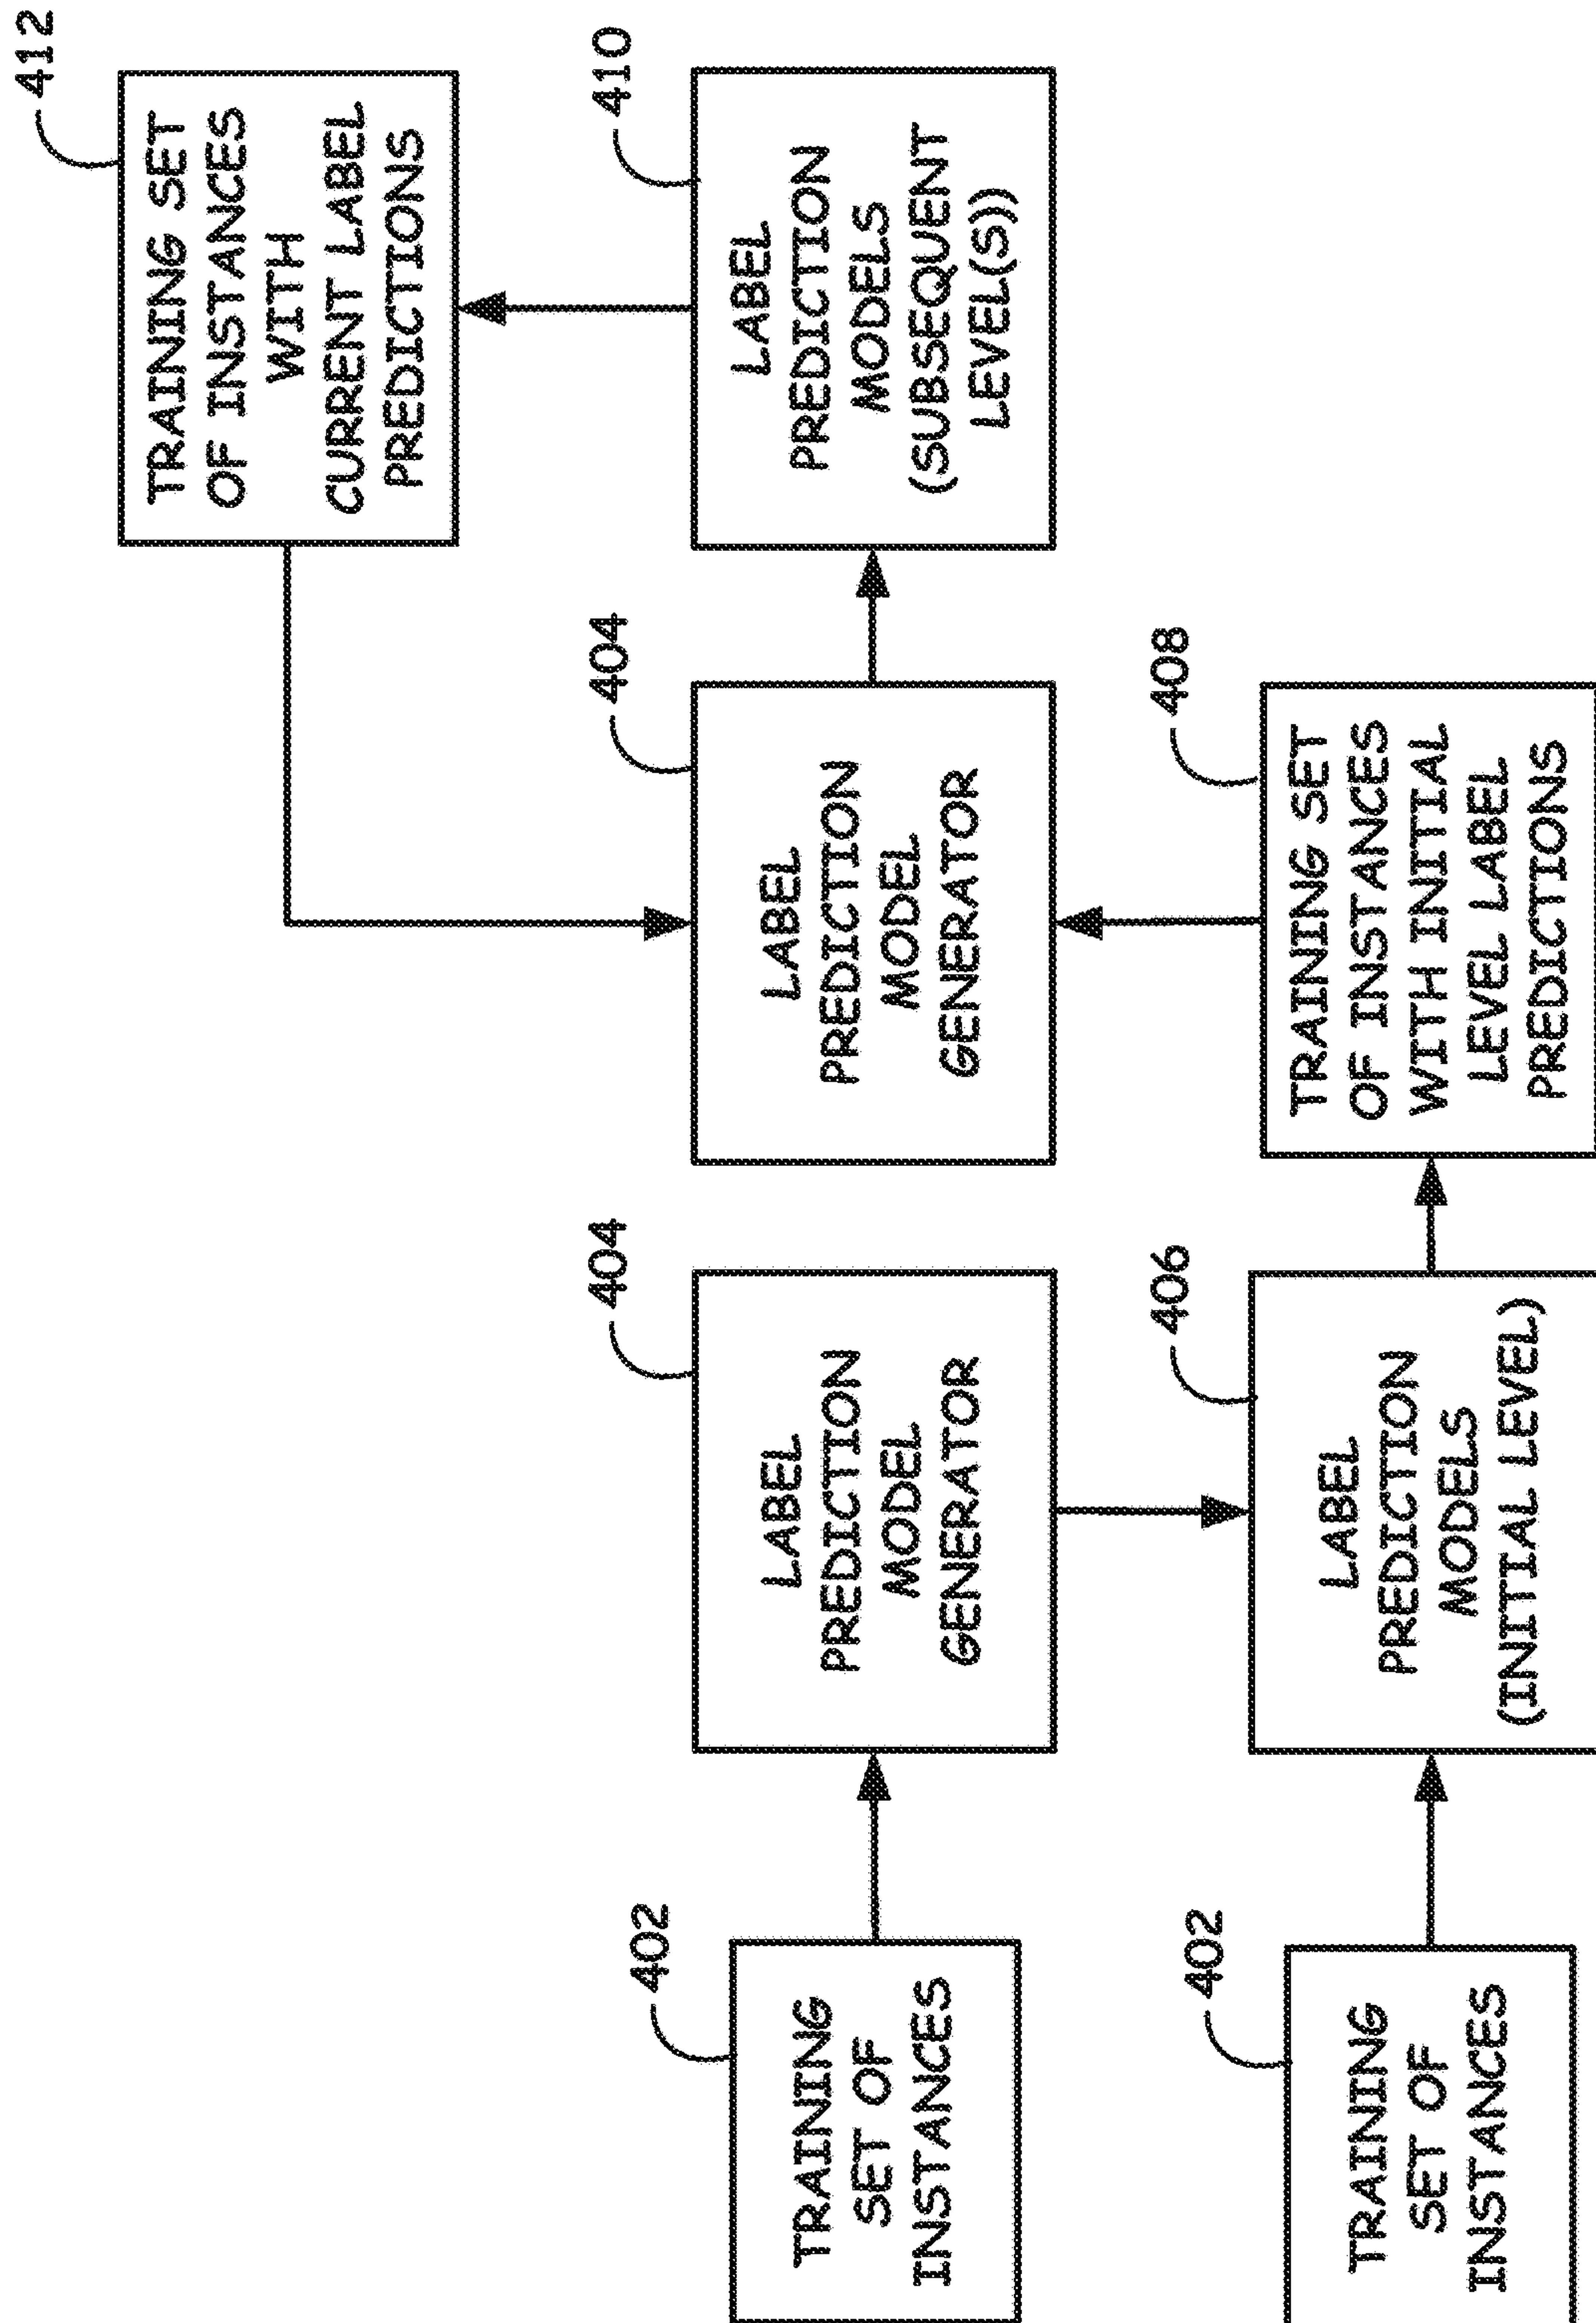 412
TRAINING SET
OF INSTANCES
WITH
CURRENT LABEL
PREDICTIONS
402
TRAINING
SET OF
INSTANCES
404
LABEL
PREDICTION
MODEL
GENERATOR
404
LABEL
PREDICTION
MODEL
GENERATOR
410
LABEL
PREDICTION
MODELS
(SUBSEQUENT
LEVEL(S))
402
TRAINING
SET OF
INSTANCES
406
LABEL
PREDICTION
MODELS
(INITIAL LEVEL)
408
TRAINING SET
OF INSTANCES
WITH INITIAL
LEVEL LABEL
PREDICTIONS